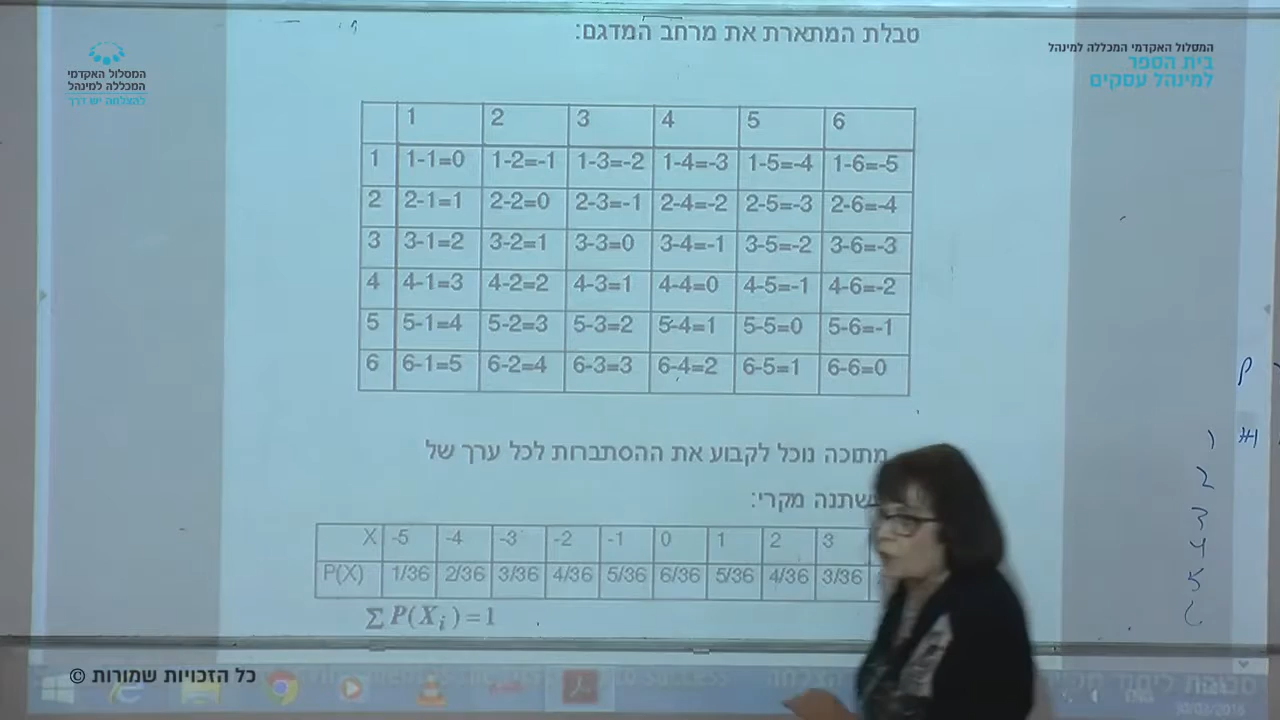 טבלת המתארת את מרחב המדגם:
המסלול האקדמי המכללה למינהל
בית הספר
למינהל עסקים
המסלול האקדמי
המכללה למינהל
להצלחה יש דרך
1 2 3 4 5 6
1 1-1=0 1-2=-1 1-3=-2 1-4=-3 1-5=-4 1-6=-5
2 2-1=1 2-2=0 2-3=-1 2-4=-2 2-5=-3 2-6=-4
3 3-1=2 3-2=1 3-3=0 3-4=-1 3-5=-2 3-6=-3
4 4-1=3 4-2=2 4-3=1 4-4=0 4-5=-1 4-6=-2
5 5-1=4 5-2=3 5-3=2 5-4=1 5-5=0 5-6=-1
6 6-1=5 6-2=4 6-3=3 6-4=2 6-5=1 6-6=0
מתוכה נוכל לקבוע את ההסתברות לכל ערך של
שתנה מקרי:
X -5 -4 -3 -2 -1 0 1 2 3
P(X) 1/36 2/36 3/36 4/36 5/36 6/36 5/36 4/36 3/36
∑ P(Xᵢ) = 1
1
2
3
4
5
6
© כל הזכויות שמורות